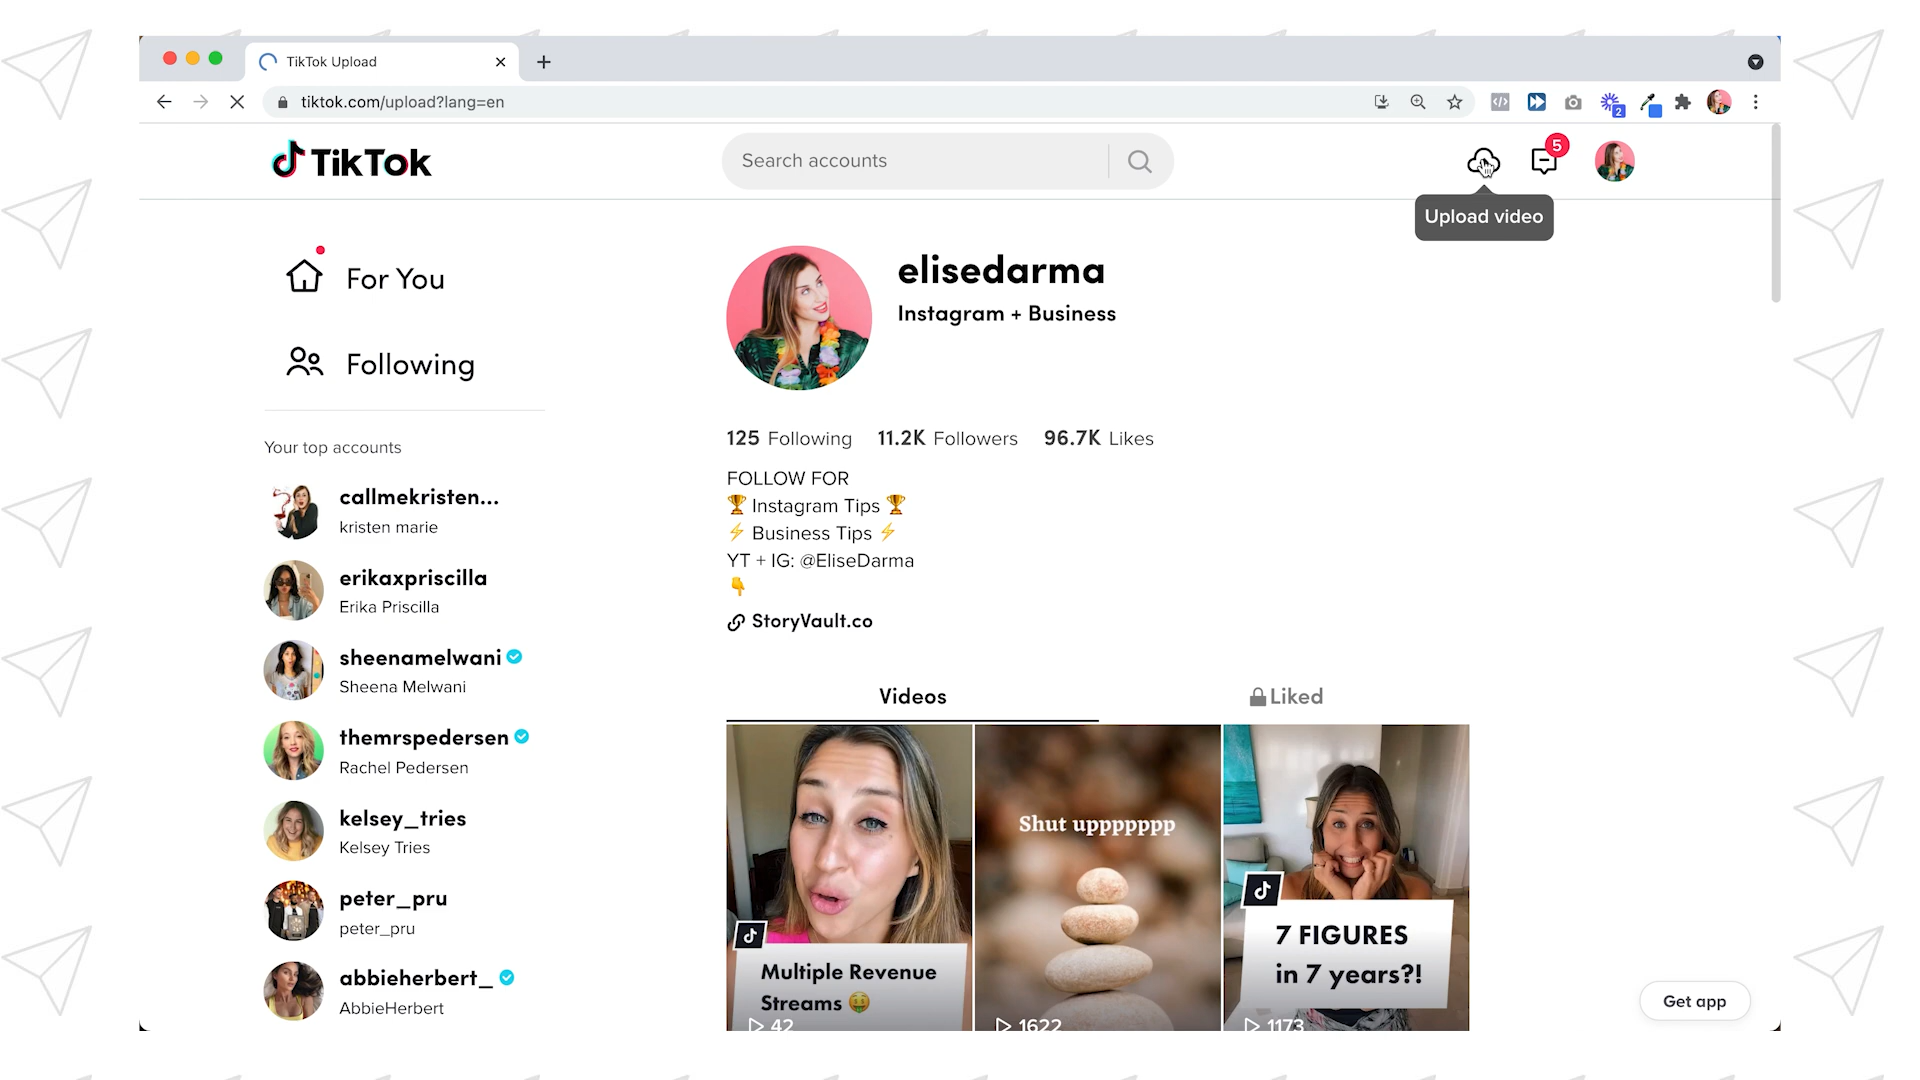 TikTok Upload
tiktok.com/upload?lang=en
2
TikTok
Search accounts
5
Upload video
For You
Following
Your top accounts
callmekristen...
kristen marie
erikaxpriscilla
Erika Priscilla
sheenamelwani
Sheena Melwani
themrspedersen
Rachel Pedersen
kelsey_tries
Kelsey Tries
peter_pru
peter_pru
abbieherbert_
AbbieHerbert
elisedarma
Instagram + Business
125 Following 11.2K Followers 96.7K Likes
FOLLOW FOR
🏆 Instagram Tips 🏆
⚡ Business Tips ⚡
YT + IG: @EliseDarma
👇
StoryVault.co
Videos
Liked
Multiple Revenue
Streams 🤑
42
Shut uppppppp
1622
7 FIGURES
in 7 years?!
1173
Get app